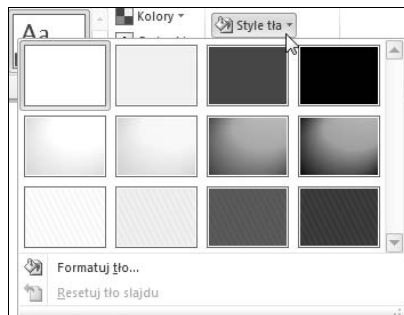 Aa
Kolory
Style tła
Formatuj tło...
Resetuj tło slajdu